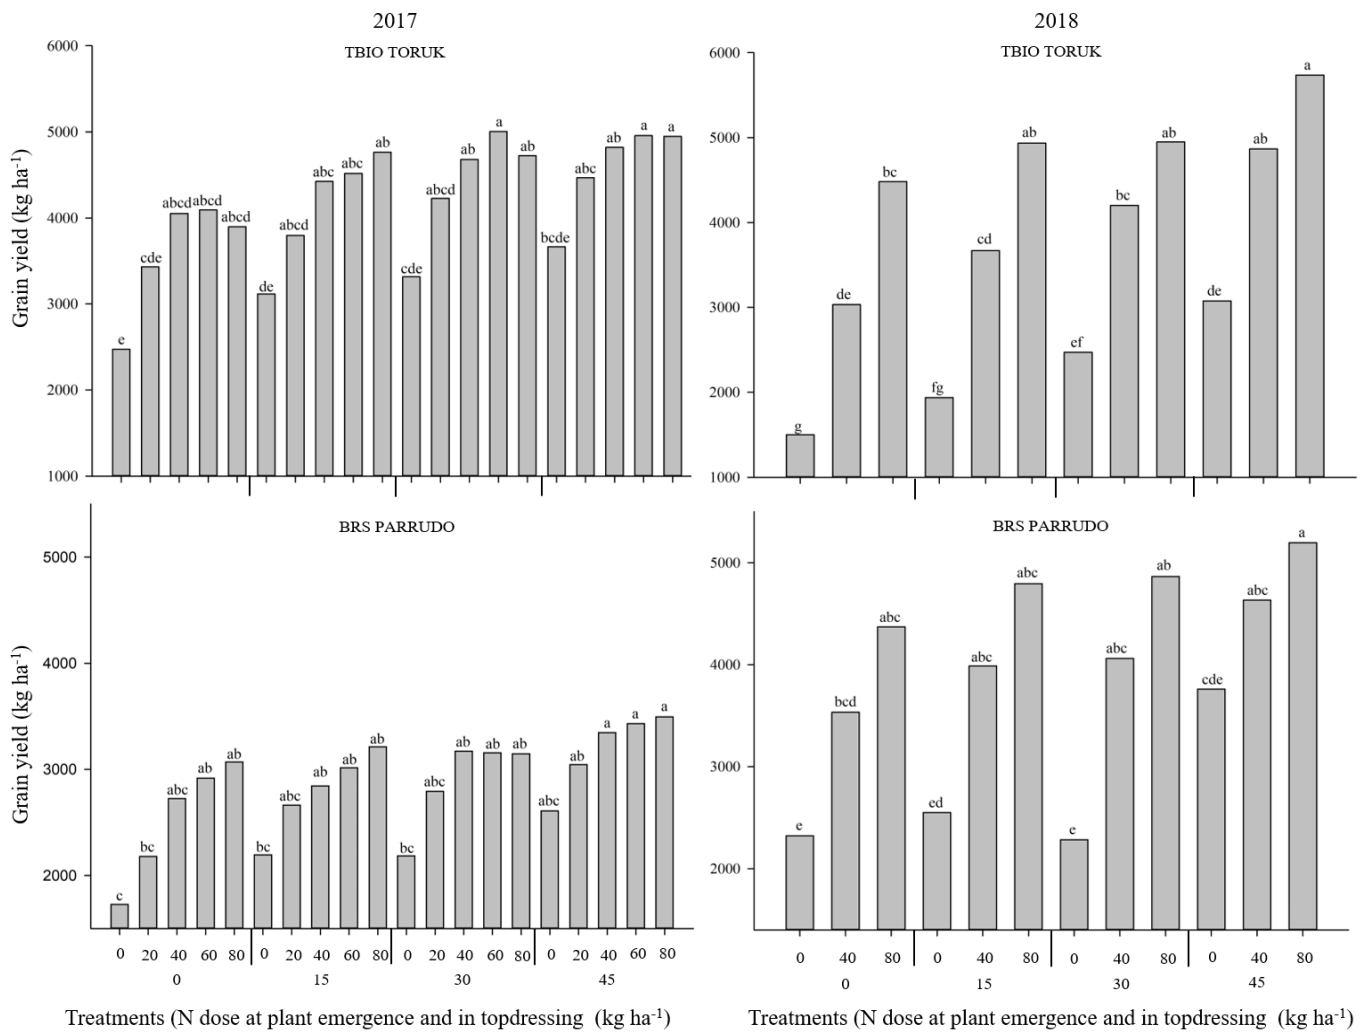 2017
TBIO TORUK
Grain yield (kg ha-1)
6000
5000
4000
3000
2000
1000
e cde abcd abcd abcd de abcd abc abc ab cde abcd ab a ab bcde abc ab a a
2018
TBIO TORUK
6000
5000
4000
3000
2000
1000
g de bc fg cd ab ef bc ab de ab a
BRS PARRUDO
Grain yield (kg ha-1)
5000
4000
3000
2000
c bc abc ab ab bc abc ab ab ab bc abc ab ab ab abc ab a a a
0 20 40 60 80 0 20 40 60 80 0 20 40 60 80 0 20 40 60 80
0 15 30 45
Treatments (N dose at plant emergence and in topdressing (kg ha-1)
BRS PARRUDO
5000
4000
3000
2000
e bcd abc ed abc abc e abc ab cde abc a
0 40 80 0 40 80 0 40 80 0 40 80
0 15 30 45
Treatments (N dose at plant emergence and in topdressing (kg ha-1)